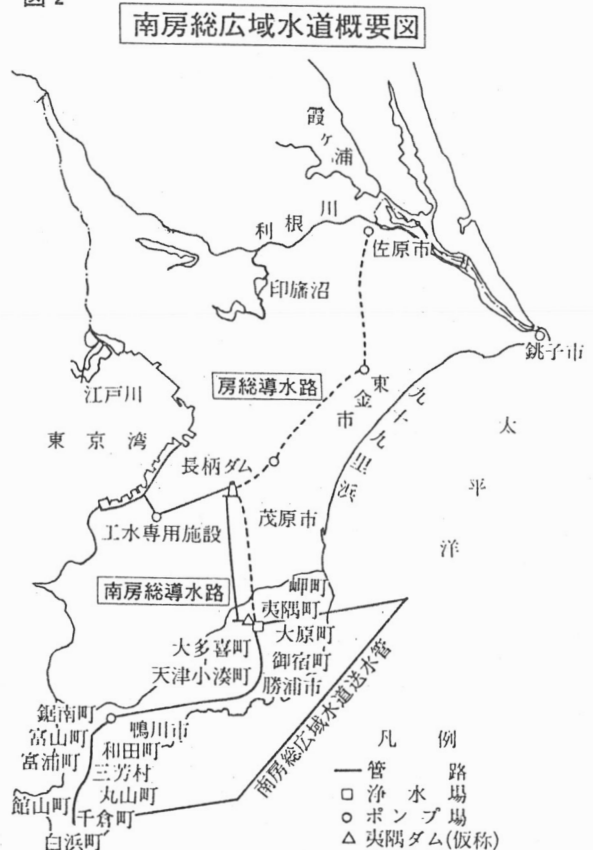 図 2
南房総広域水道概要図
霞ヶ浦
利根川
佐原市
印旛沼
銚子市
江戸川
房総導水路
東金市
九十九里浜
東京湾
太平洋
長柄ダム
茂原市
工水専用施設
南房総導水路
岬町
夷隅町
大原町
大多喜町
御宿町
天津小湊町
勝浦市
南房総広域水道送水管
鋸南町
鴨川市
富山町
和田町
富浦町
三芳村
丸山町
館山町
千倉町
白浜町
凡例
管路
浄水場
ポンプ場
夷隅ダム(仮称)